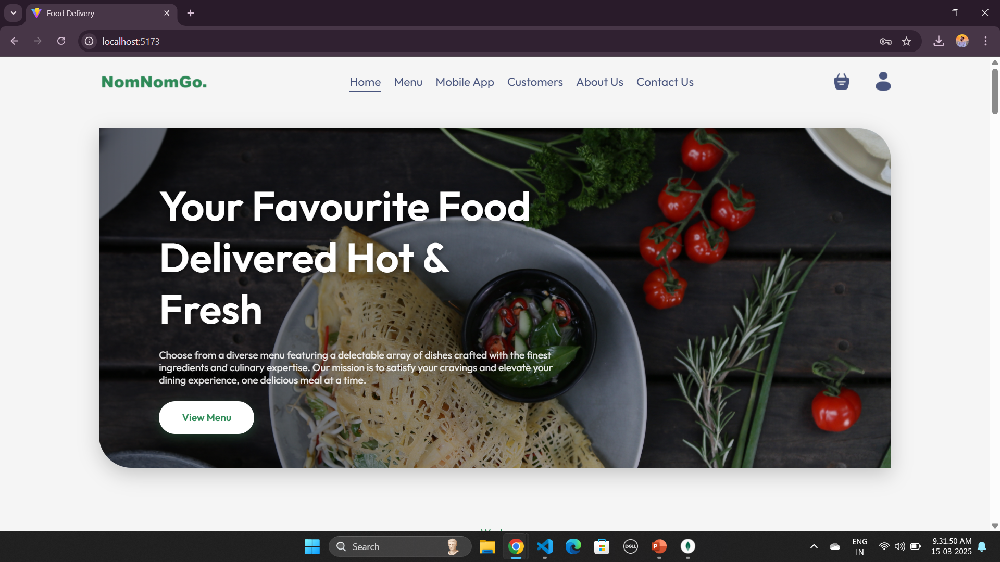 Food Delivery
localhost:5173
NomNomGo.
Home Menu Mobile App Customers About Us Contact Us
Your Favourite Food
Delivered Hot &
Fresh
Choose from a diverse menu featuring a delectable array of dishes crafted with the finest
ingredients and culinary expertise. Our mission is to satisfy your cravings and elevate your
dining experience, one delicious meal at a time.
View Menu
Search
DELL
P
ENG
IN
9.31.50 AM
15-03-2025